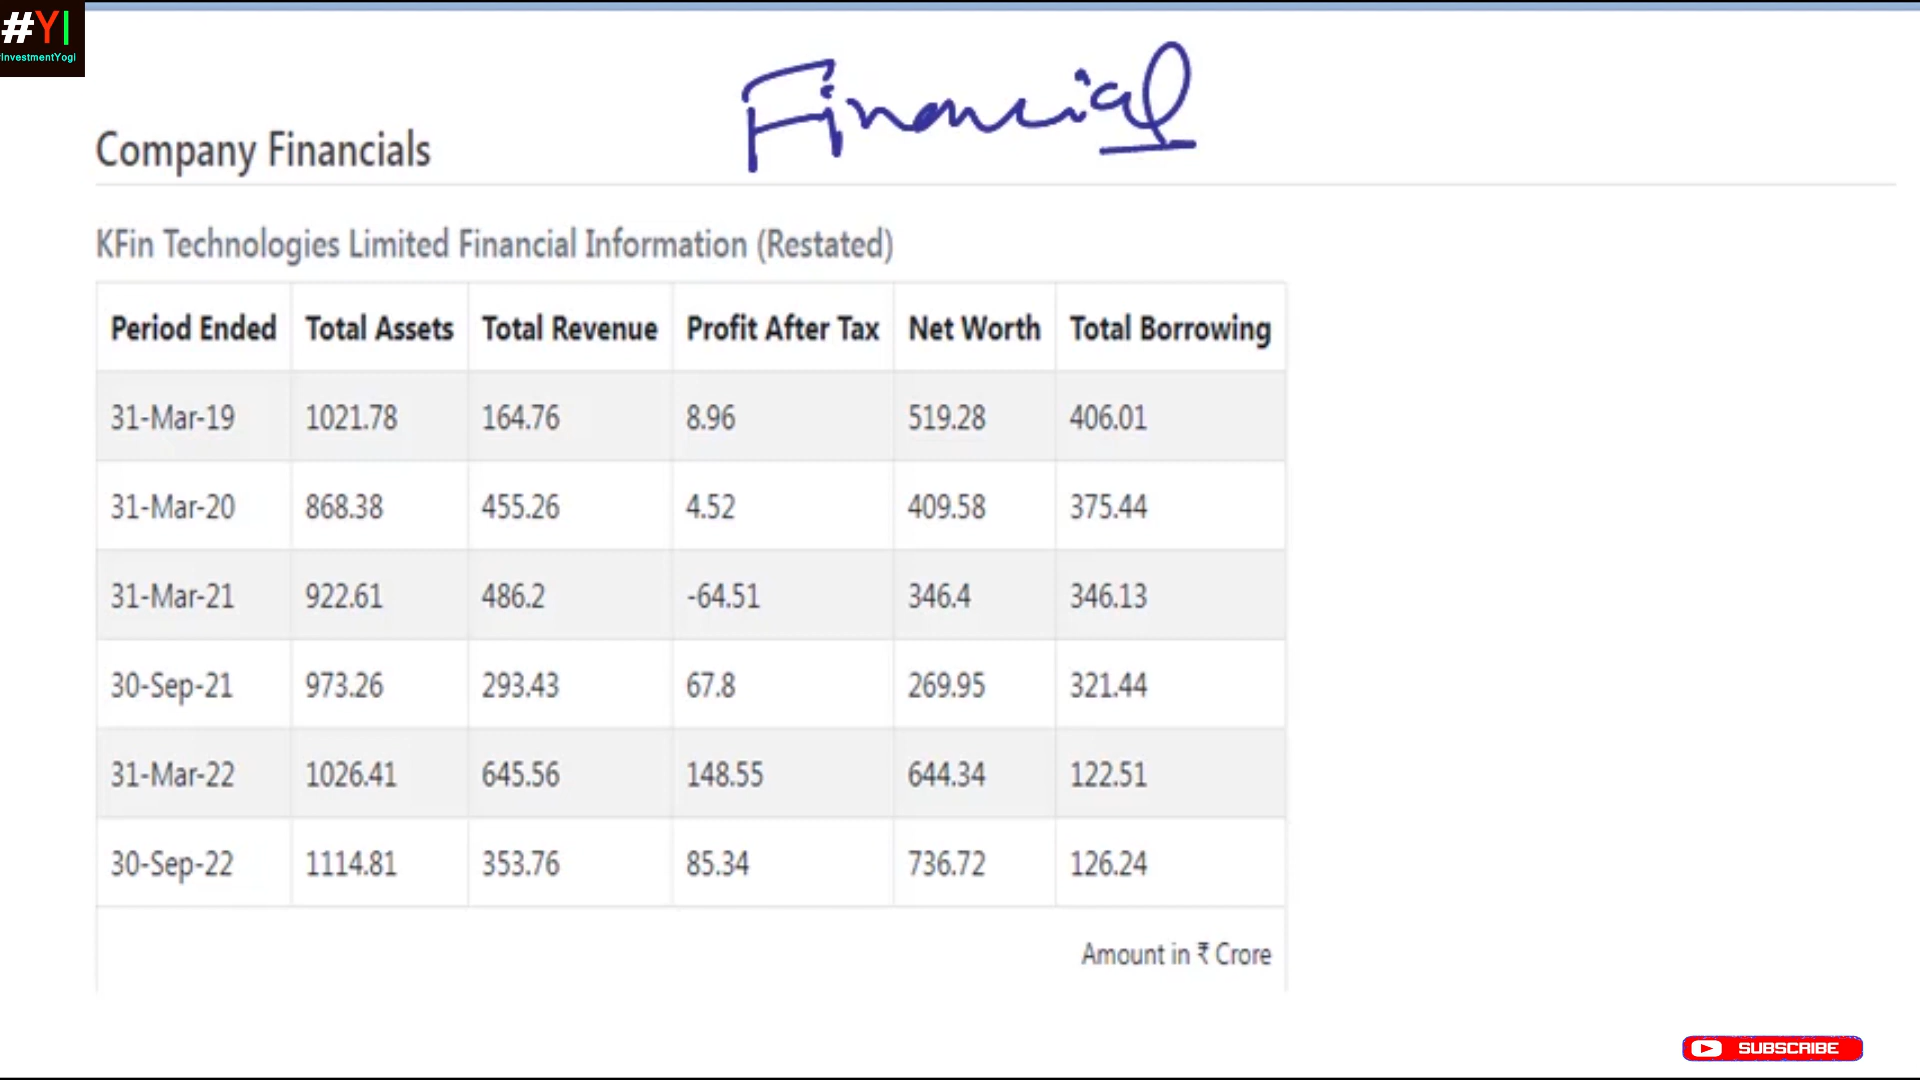 #YI
InvestmentYogi
Financial
Company Financials
KFin Technologies Limited Financial Information (Restated)
Period Ended Total Assets Total Revenue Profit After Tax Net Worth Total Borrowing
31-Mar-19 1021.78 164.76 8.96 519.28 406.01
31-Mar-20 868.38 455.26 4.52 409.58 375.44
31-Mar-21 922.61 486.2 -64.51 346.4 346.13
30-Sep-21 973.26 293.43 67.8 269.95 321.44
31-Mar-22 1026.41 645.56 148.55 644.34 122.51
30-Sep-22 1114.81 353.76 85.34 736.72 126.24
Amount in ₹ Crore
SUBSCRIBE